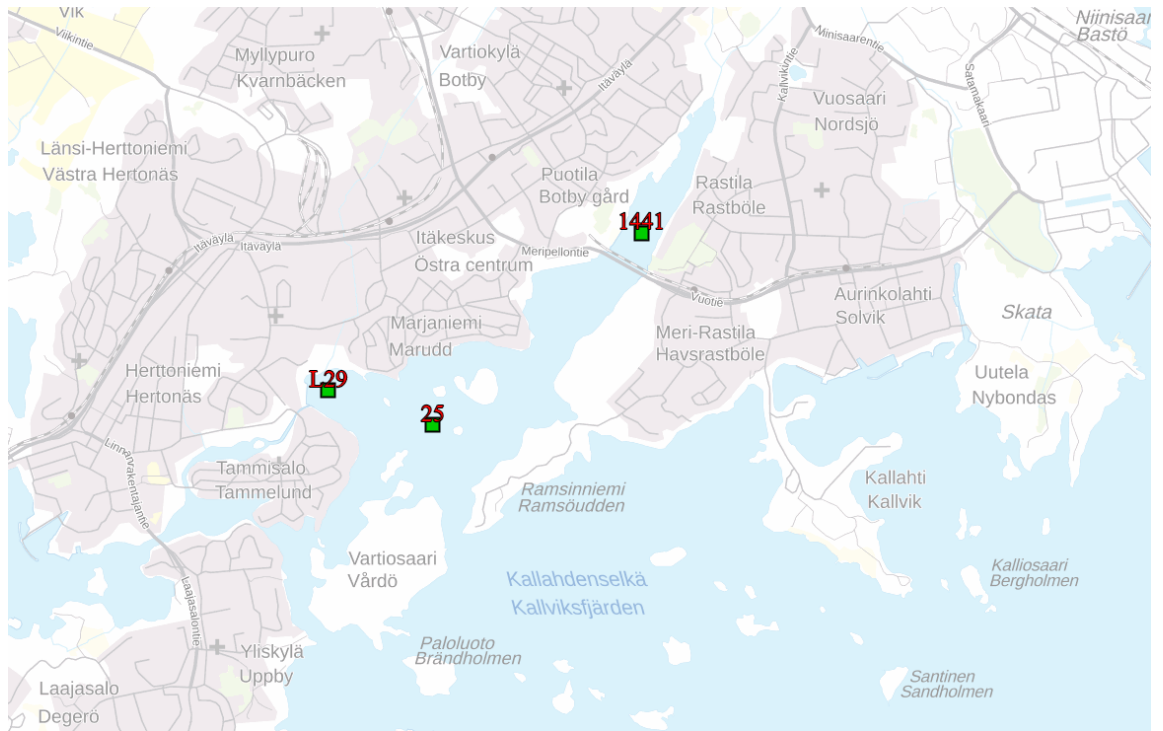 Vik
Viikintie
Myllypuro
Kvarnbäcken
Vartiokylä
Botby
Itäväylä
Niinisaarentie
Kallvikintie
Niinisaar
Bastö
Satamakaari
Vuosaari
Nordsjö
Länsi-Herttoniemi
Västra Hertonäs
Puotila
Botby gård
Rastila
Rastböle
1441
Itäväylä
Itäväylä
Itäkeskus
Östra centrum
Meripellontie
Vuotie
Aurinkolahti
Solvik
Skata
Marjaniemi
Marudd
Meri-Rastila
Havsrastböle
Herttoniemi
Hertonäs
L29
25
Uutela
Nybondas
Linnanrakentajantie
Tammisalo
Tammelund
Ramsinniemi
Ramsöudden
Kallahti
Kallvik
Vartiosaari
Vårdö
Kallahdenselkä
Kallviksfjärden
Kalliosaari
Bergholmen
Laajasalontie
Yliskylä
Uppby
Paloluoto
Brändholmen
Laajasalo
Degerö
Santinen
Sandholmen